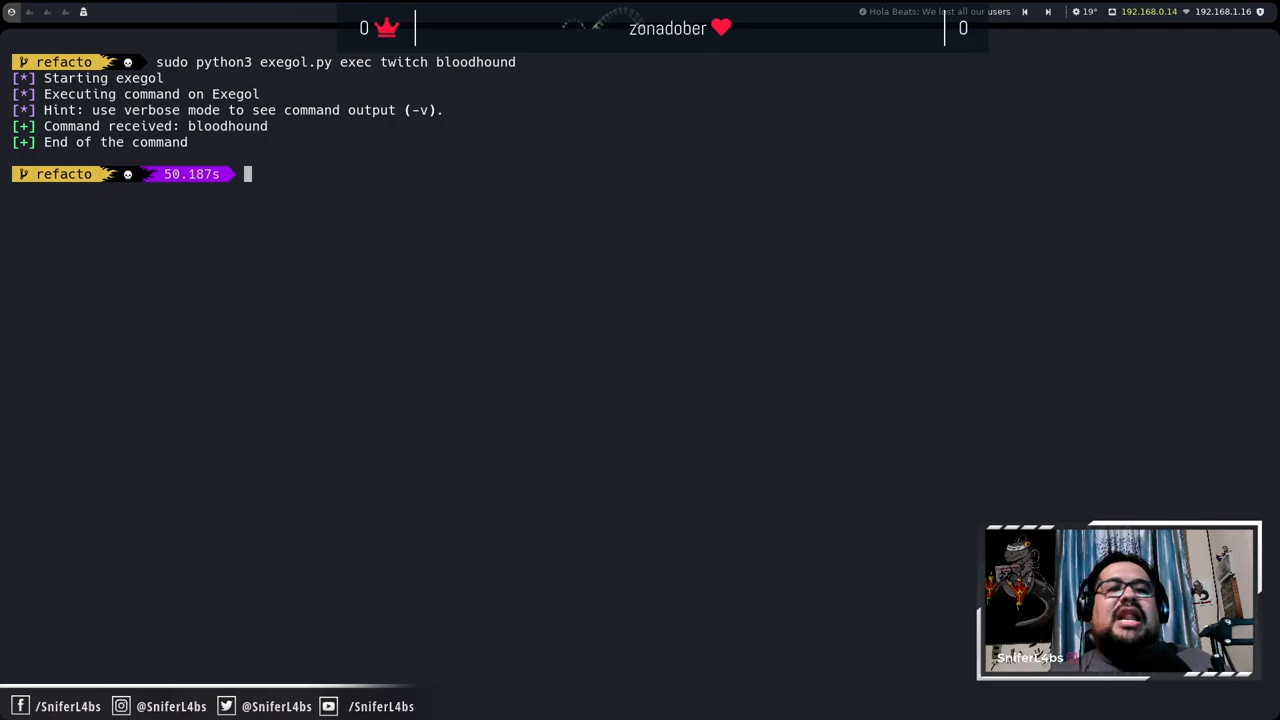 Hola Beats: We lost all our users
19°
192.168.0.14
192.168.1.16
0
zonadober
0
refacto
sudo python3 exegol.py exec twitch bloodhound
[*] Starting exegol
[*] Executing command on Exegol
[*] Hint: use verbose mode to see command output (-v).
[+] Command received: bloodhound
[+] End of the command
refacto
50.187s
SniferL4bs
/SniferL4bs
@SniferL4bs
@SniferL4bs
/SniferL4bs